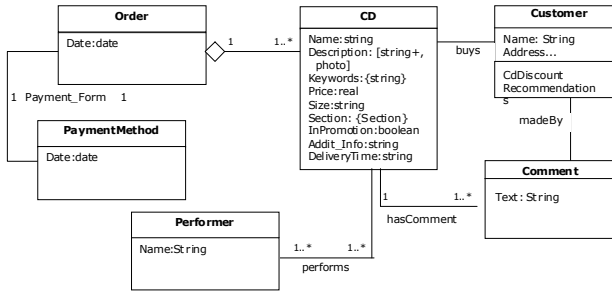 Order
Date:date
1
1..*
CD
Name:string
Description: [string+,
photo]
Keywords:{string}
Price:real
Size:string
Section: {Section}
InPromotion:boolean
Addit_Info:string
DeliveryTime:string
buys
Customer
Name: String
Address...
CdDiscount
Recommendation
s
madeBy
1 Payment_Form 1
PaymentMethod
Date:date
Comment
Text: String
1
1..*
hasComment
Performer
Name:String
1..*
1..*
performs